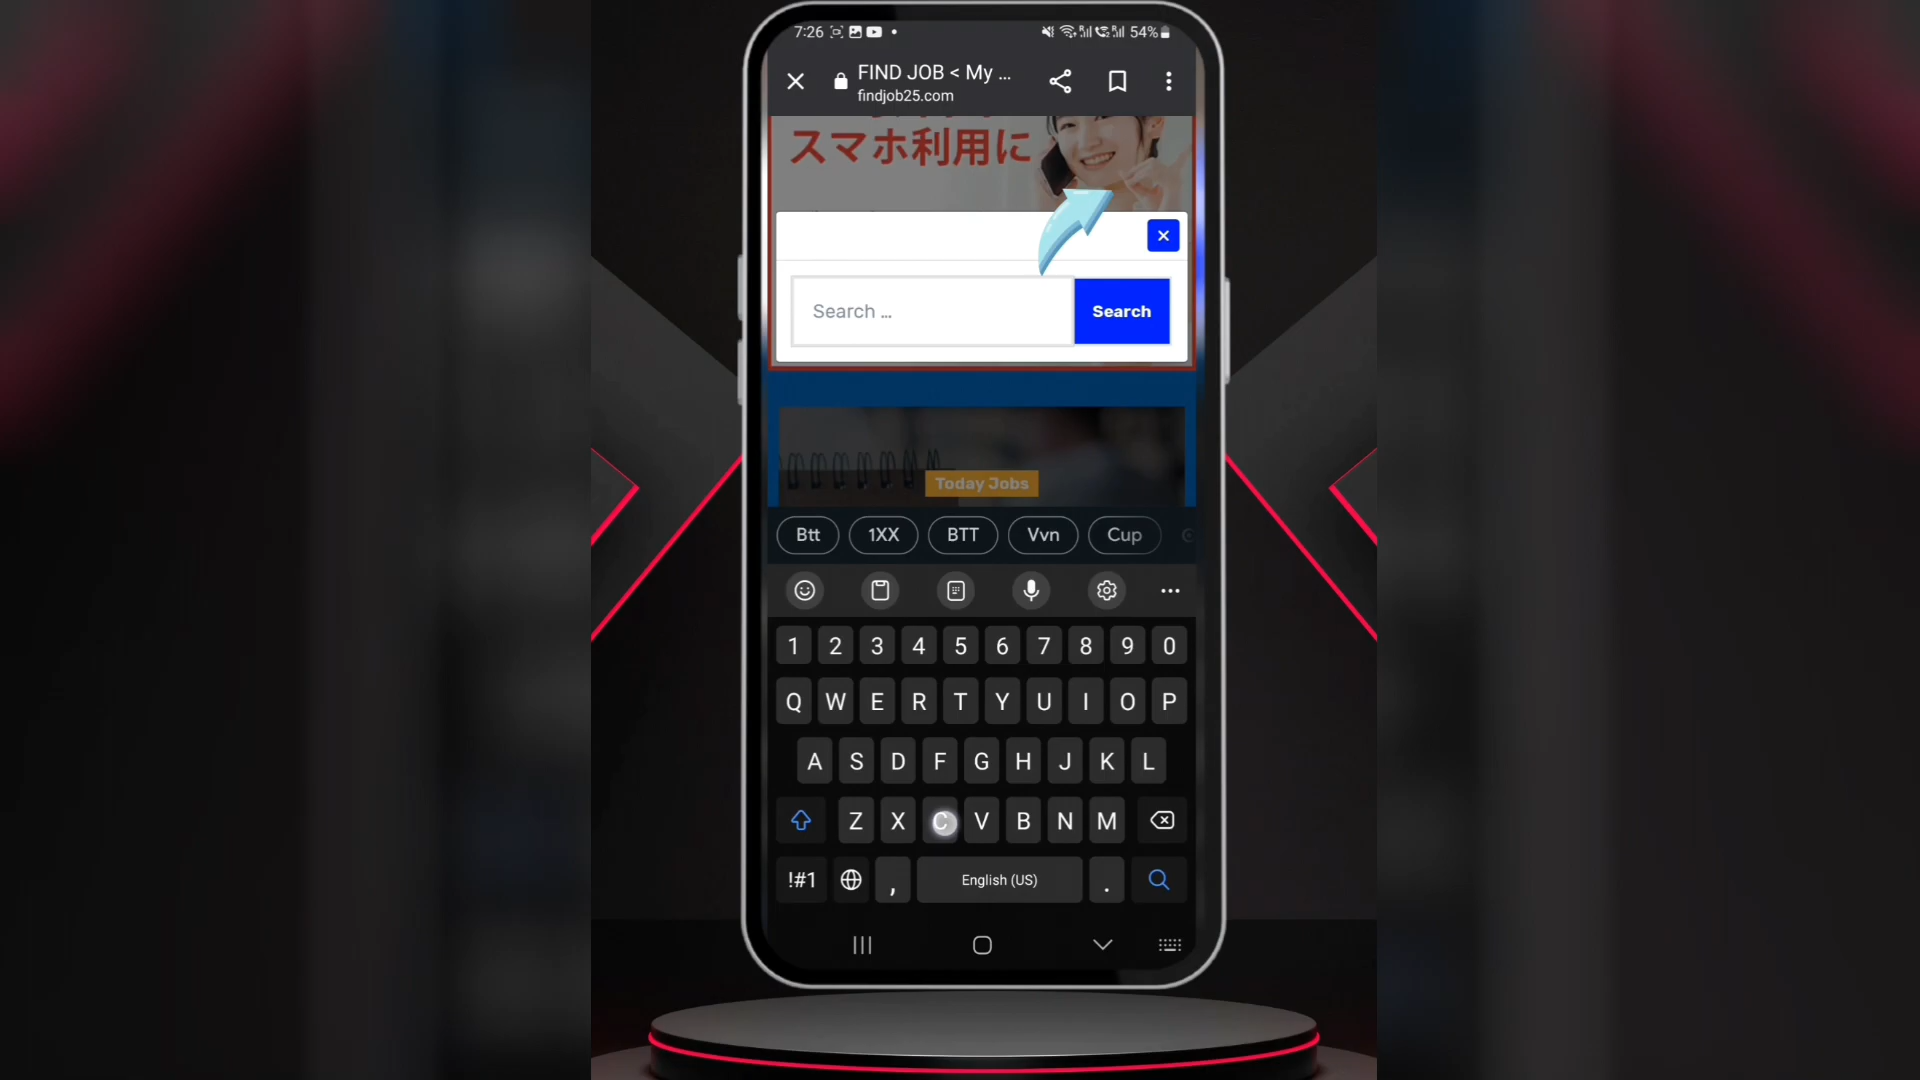 7:26
54%
FIND JOB < My ...
findjob25.com
スマホ利用に
Search ...
Search
Today Jobs
Btt
1XX
BTT
Vvn
Cup
1 2 3 4 5 6 7 8 9 0
Q W E R T Y U I O P
A S D F G H J K L
Z X C V B N M
!#1 , English (US) .